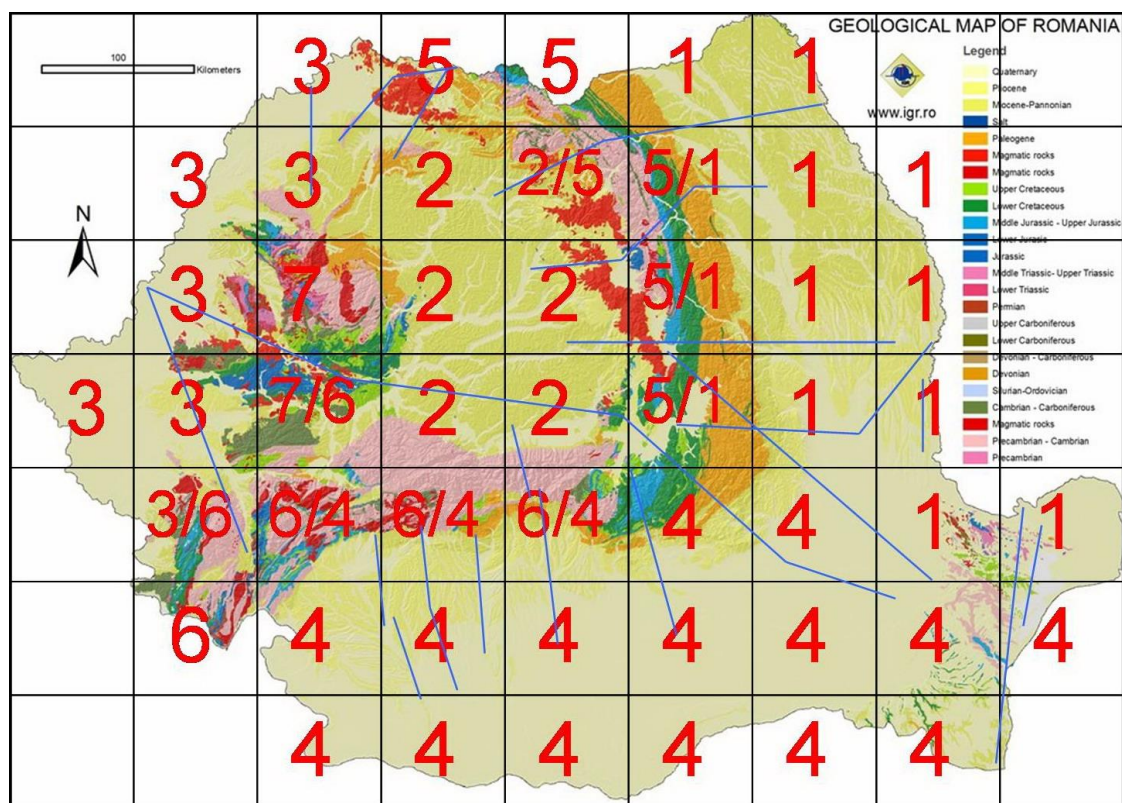 GEOLOGICAL MAP OF ROMANIA
100
Kilometers
Legend
www.igr.ro
Quaternary
Pliocene
Miocene-Pannonian
Salt
Paleogene
Magmatic rocks
Magmatic rocks
Upper Cretaceous
Lower Cretaceous
Middle Jurassic - Upper Jurassic
Lower Jurasic
Jurassic
Middle Triassic- Upper Triassic
Lower Triassic
Permian
Upper Carboniferous
Lower Carboniferous
Devonian - Carboniferous
Devonian
Silurian-Ordovician
Cambrian - Carboniferous
Magmatic rocks
Precambrian - Cambrian
Precambrian
N
3 5 5 1 1
3 3 2 2/5 5/1 1 1
3 7 2 2 5/1 1 1
3 3 7/6 2 2 5/1 1 1
3/6 6/4 6/4 6/4 4 4 1 1
6 4 4 4 4 4 4 4
4 4 4 4 4 4